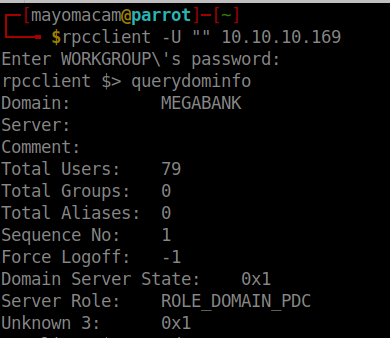 [mayomacam@parrot]─[~]
$rpcclient -U "" 10.10.10.169
Enter WORKGROUP\'s password:
rpcclient $> querydominfo
Domain: MEGABANK
Server:
Comment:
Total Users: 79
Total Groups: 0
Total Aliases: 0
Sequence No: 1
Force Logoff: -1
Domain Server State: 0x1
Server Role: ROLE_DOMAIN_PDC
Unknown 3: 0x1